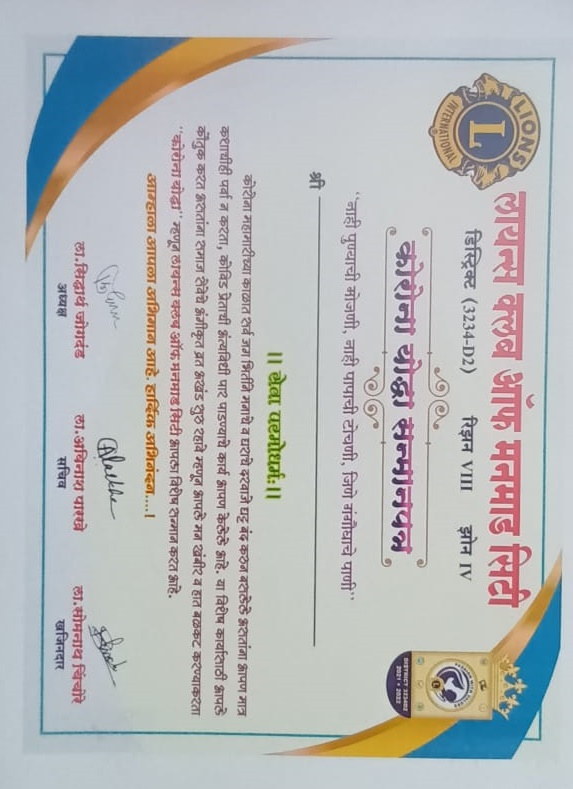 लायन्स क्लब ऑफ मनमाड सिटी
LIONS
L
INTERNATIONAL
डिस्ट्रिक्ट (3234-D2) रिझन VIII झोन IV
DISTRICT 3234D2
2021 • 2022
कोरोना योद्धा सन्मानपत्र
"नाही पुण्याची मोजणी, नाही पापाची टोचणी, जिणे गंगौघाचे पाणी"
श्री
|| सेवा परमोधर्म:||
कोरोना महामारीच्या काळात सर्व जग भितीने मनाचे व घराचे दरवाजे घट्ट बंद करुन बसलेले असतांना आपण मात्र
कशाचीही पर्वा न करता, कोविड प्रेताची अंत्यविधी पार पाडण्याचे कार्य आपण केलेले आहे. या विशेष कार्यासाठी आपले
कौतुक करत असतांना समाज सेवेचे अंगीकृत व्रत अखंड सुरु रहावे म्हणून आपले मन खंबीर व हात बळकट करण्याकरता
"कोरोना योद्धा" म्हणून लायन्स क्लब ऑफ मनमाड सिटी आपला विशेष सन्मान करत आहे.
आम्हाला आपला अभिमान आहे. हार्दिक अभिनंदन....!
ला.सिद्धार्थ जोगदंड ला.अविनाश पारखे ला.सोमनाथ चिंचोरे
अध्यक्ष सचिव खजिनदार